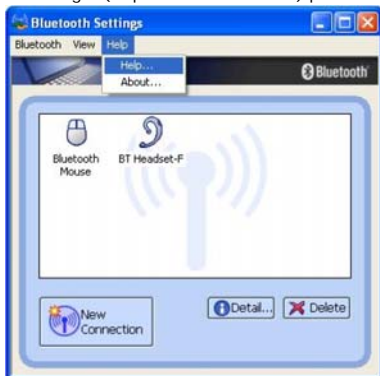 Bluetooth Settings
Bluetooth View Help
Help...
About...
Bluetooth
Bluetooth
Mouse
BT Headset-F
New
Connection
Detail...
Delete